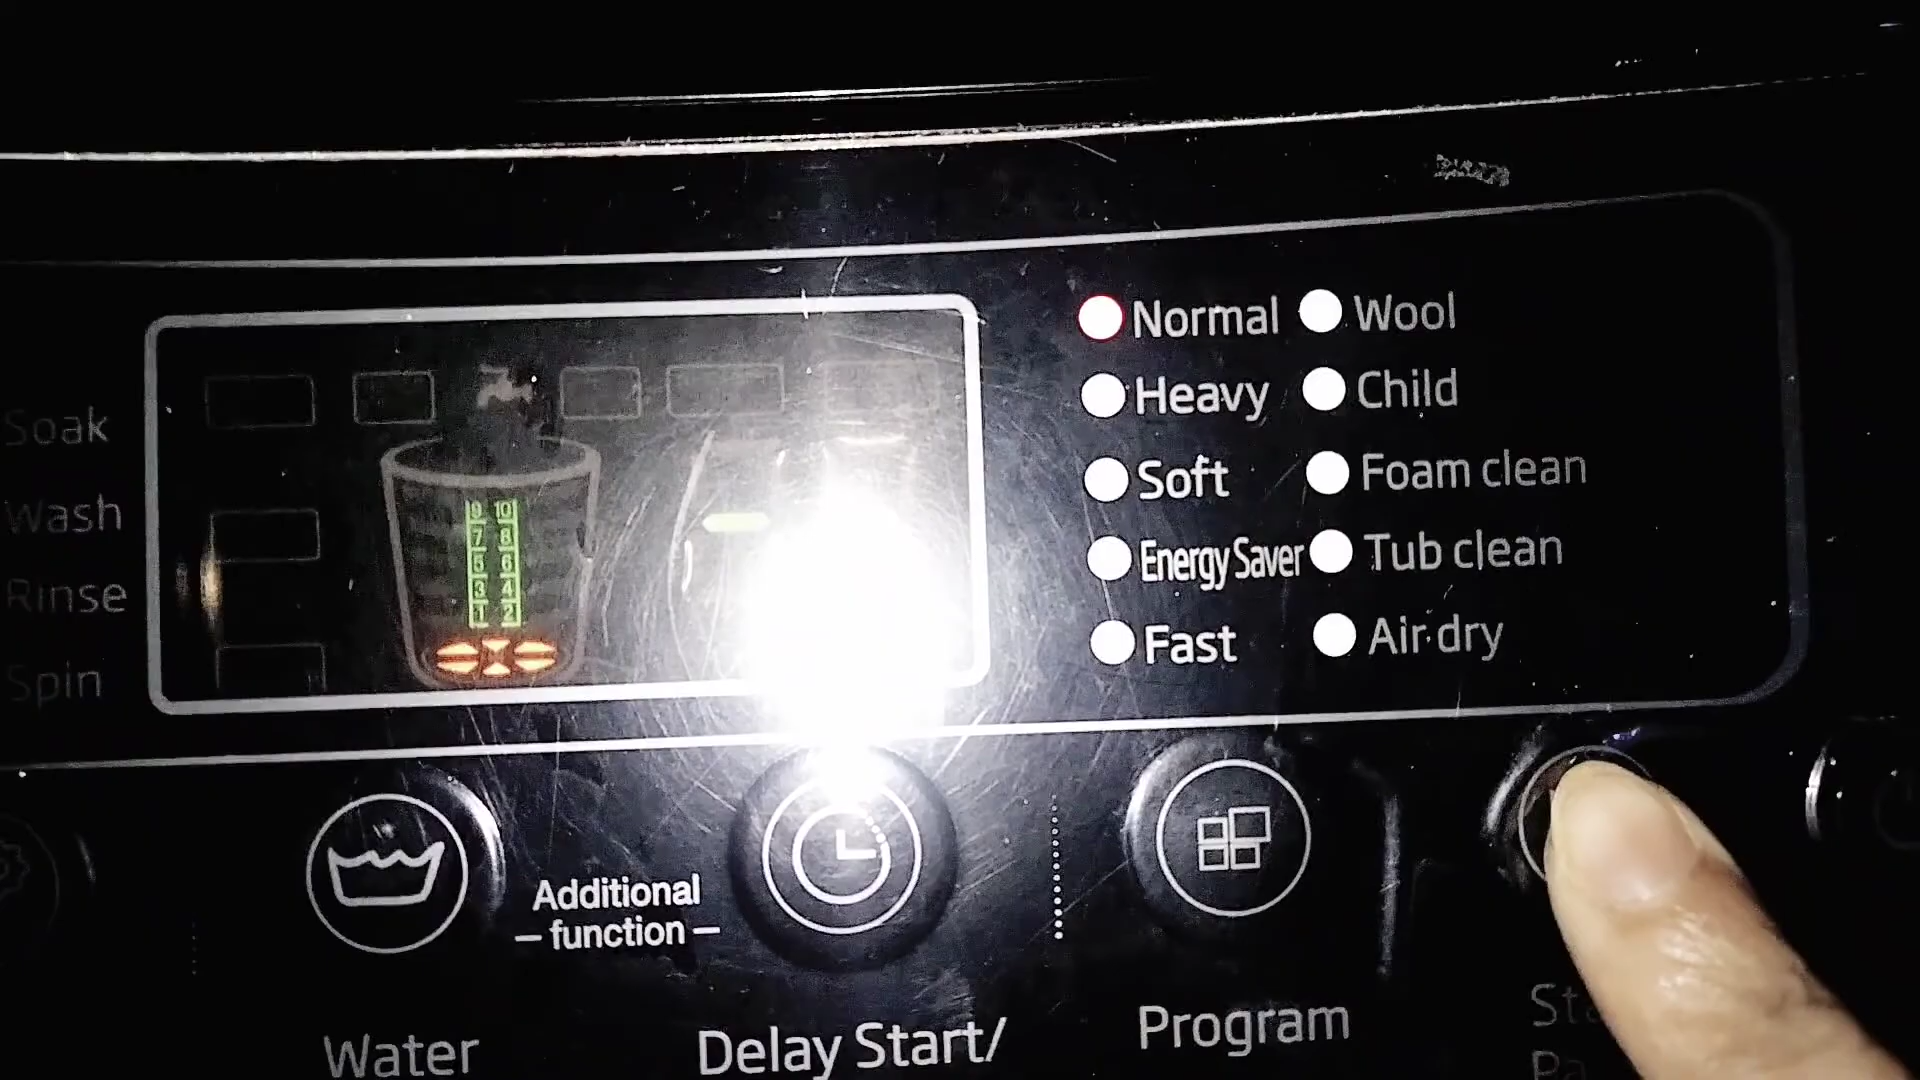 Normal
Wool
Heavy
Child
Soft
Foam clean
Energy Saver
Tub clean
Fast
Air dry
Soak
Wash
Rinse
Spin
9 10
7 8
5 6
3 4
1 2
Additional
– function –
Water
Delay Start/
Program